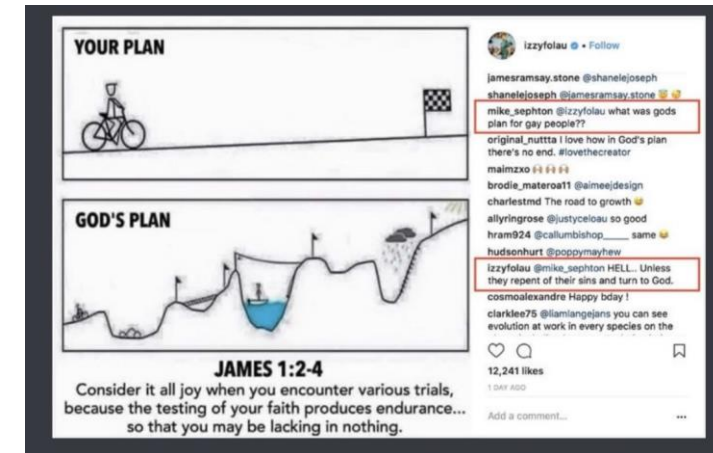 YOUR PLAN
GOD'S PLAN
JAMES 1:2-4
Consider it all joy when you encounter various trials,
because the testing of your faith produces endurance...
so that you may be lacking in nothing.
izzyfolau • Follow
jamesramsay.stone @shanelejoseph
shanelejoseph @jamesramsay.stone
mike_sephton @izzyfolau what was gods
plan for gay people??
original_nuttta I love how in God's plan
there's no end. #lovethecreator
maimzxo
brodie_materoa11 @aimeejdesign
charlestmd The road to growth
allyringrose @justyceloau so good
hram924 @callumbishop_____ same
hudsonhurt @poppymayhew
izzyfolau @mike_sephton HELL.. Unless
they repent of their sins and turn to God.
cosmoalexandre Happy bday !
clarklee75 @liamlangejans you can see
evolution at work in every species on the
12,241 likes
1 DAY AGO
Add a comment...